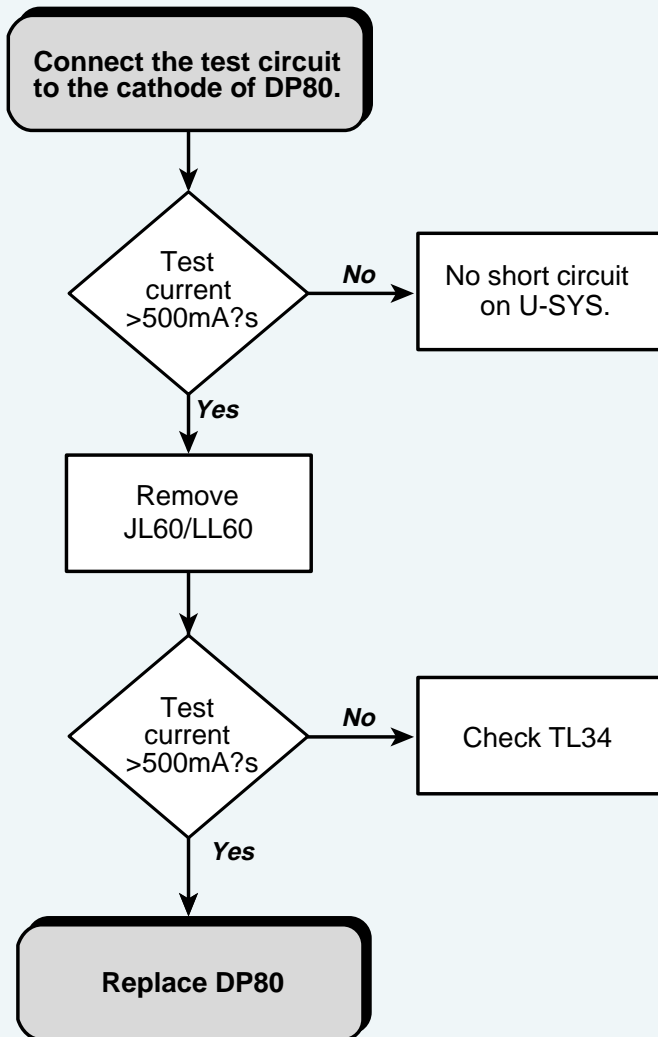 Connect the test circuit
to the cathode of DP80.
Test
current
>500mA?s
No
No short circuit
on U-SYS.
Yes
Remove
JL60/LL60
Test
current
>500mA?s
No
Check TL34
Yes
Replace DP80